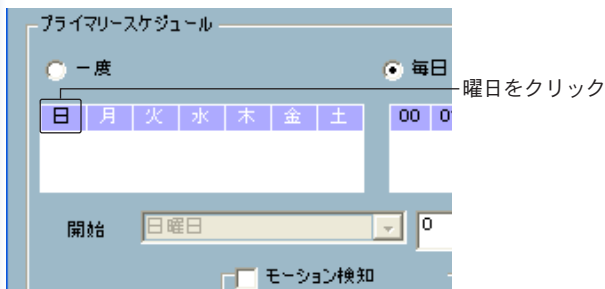 プライマリースケジュール
一度 毎日
曜日をクリック
日 月 火 水 木 金 土 00
開始 日曜日 0
モーション検知